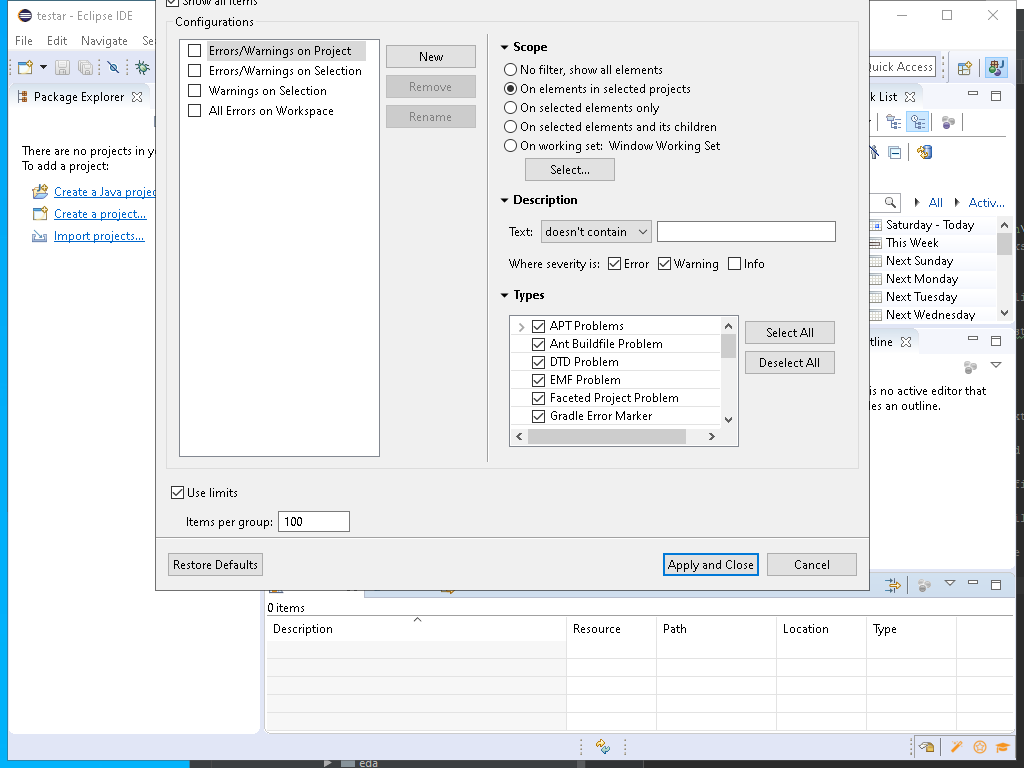 Show all items
testar - Eclipse IDE
Configurations
File Edit Navigate Se
Errors/Warnings on Project
Errors/Warnings on Selection
Warnings on Selection
All Errors on Workspace
New
Remove
Rename
Scope
No filter, show all elements
On elements in selected projects
On selected elements only
On selected elements and its children
On working set: Window Working Set
Select...
Description
Text: doesn't contain
Where severity is: Error Warning Info
Types
APT Problems
Ant Buildfile Problem
DTD Problem
EMF Problem
Faceted Project Problem
Gradle Error Marker
Select All
Deselect All
Use limits
Items per group: 100
Restore Defaults
Apply and Close
Cancel
Quick Access
Package Explorer
k List
There are no projects in y
To add a project:
Create a Java projec
Create a project...
Import projects...
All Activ...
Saturday - Today
This Week
Next Sunday
Next Monday
Next Tuesday
Next Wednesday
tline
is no active editor that
les an outline.
0 items
Description Resource Path Location Type
eda